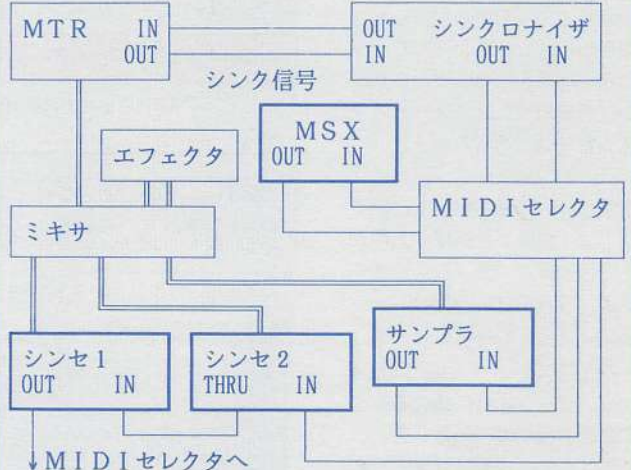 MTR IN
OUT
OUT シンクロナイザ
IN OUT IN
シンク信号
MSX
OUT IN
エフェクタ
MIDIセレクタ
ミキサ
サンプラ
OUT IN
シンセ1
OUT IN
シンセ2
THRU IN
↓MIDIセレクタへ